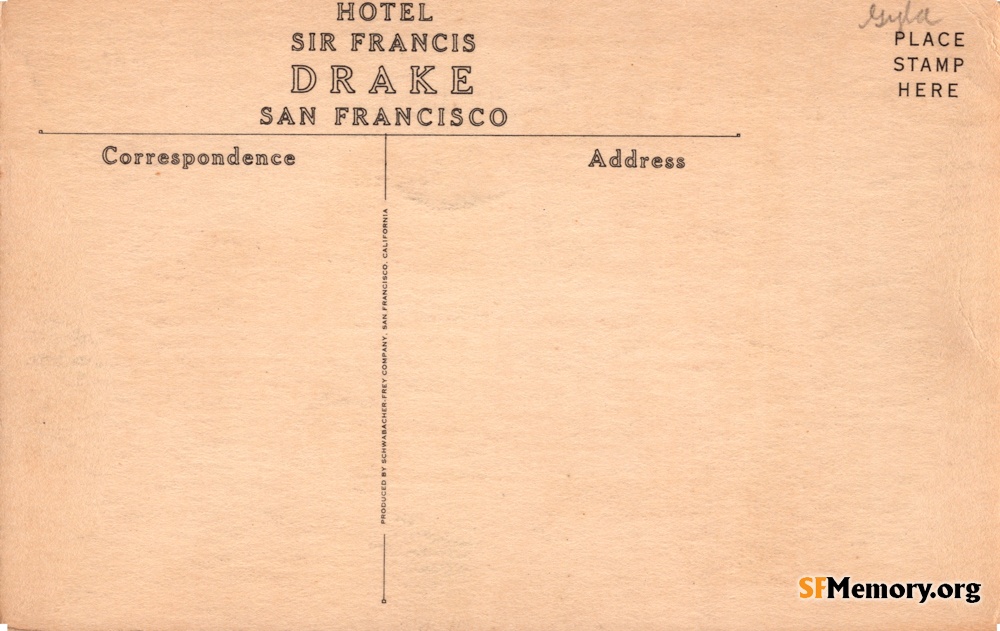 HOTEL
SIR FRANCIS
DRAKE
SAN FRANCISCO
PLACE
STAMP
HERE
Correspondence
Address
PRODUCED BY SCHWABACHER-FREY COMPANY, SAN FRANCISCO, CALIFORNIA
SFMemory.org